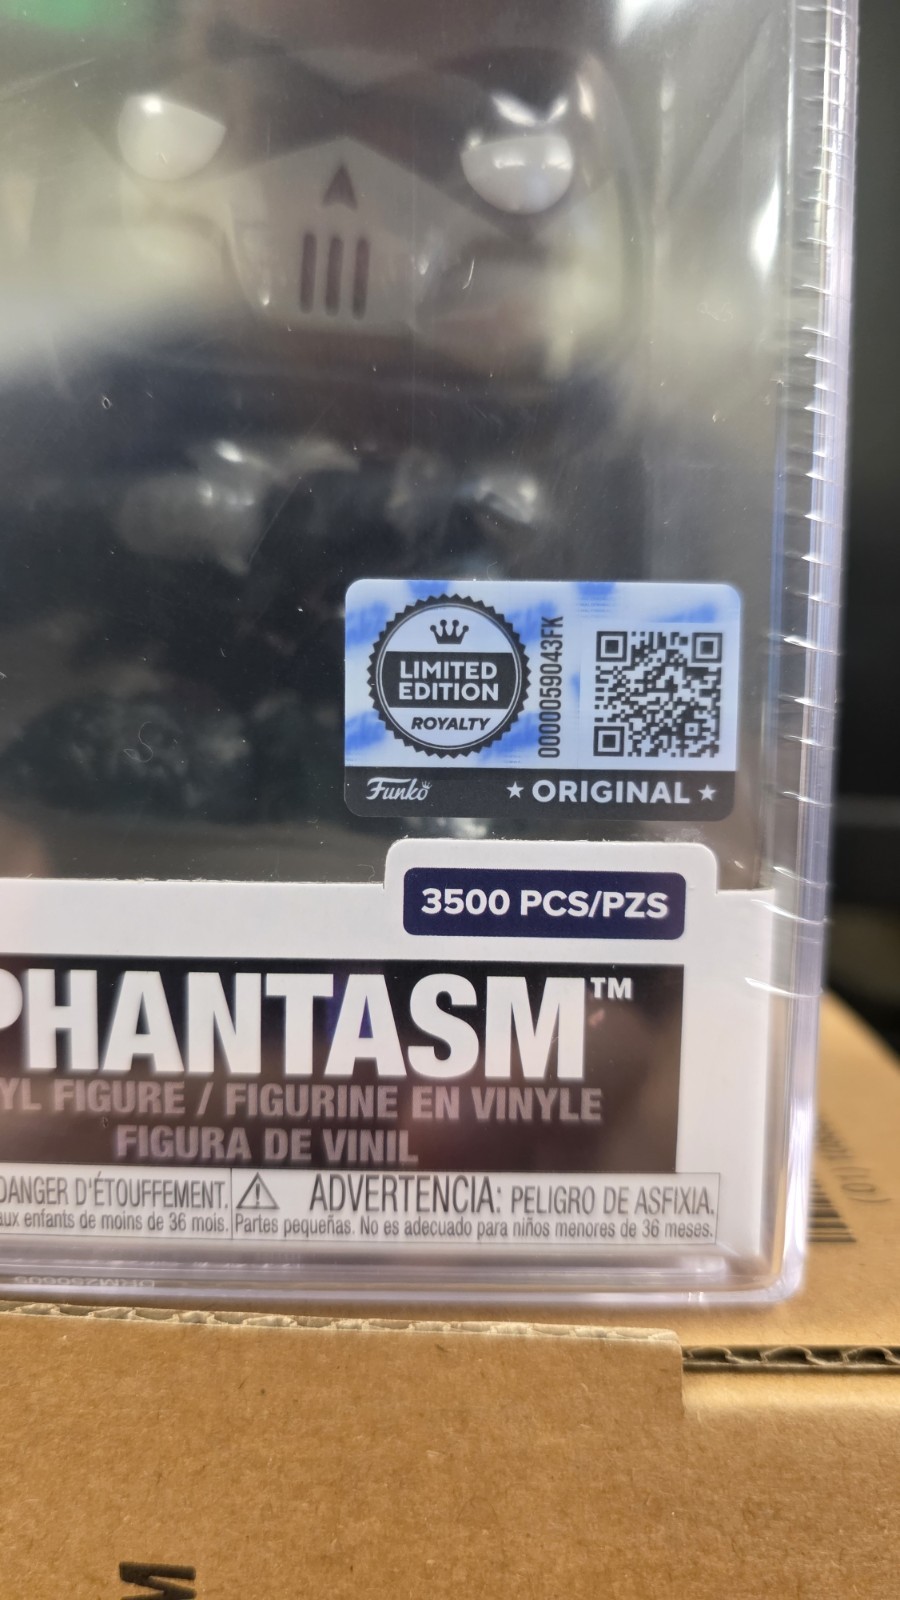 LIMITED
EDITION
ROYALTY
0000059043FK
Funko
★ ORIGINAL ★
3500 PCS/PZS
PHANTASM™
YL FIGURE / FIGURINE EN VINYLE
FIGURA DE VINIL
DANGER D'ÉTOUFFEMENT.
aux enfants de moins de 36 mois.
⚠ ADVERTENCIA: PELIGRO DE ASFIXIA.
Partes pequeñas. No es adecuado para niños menores de 36 meses.